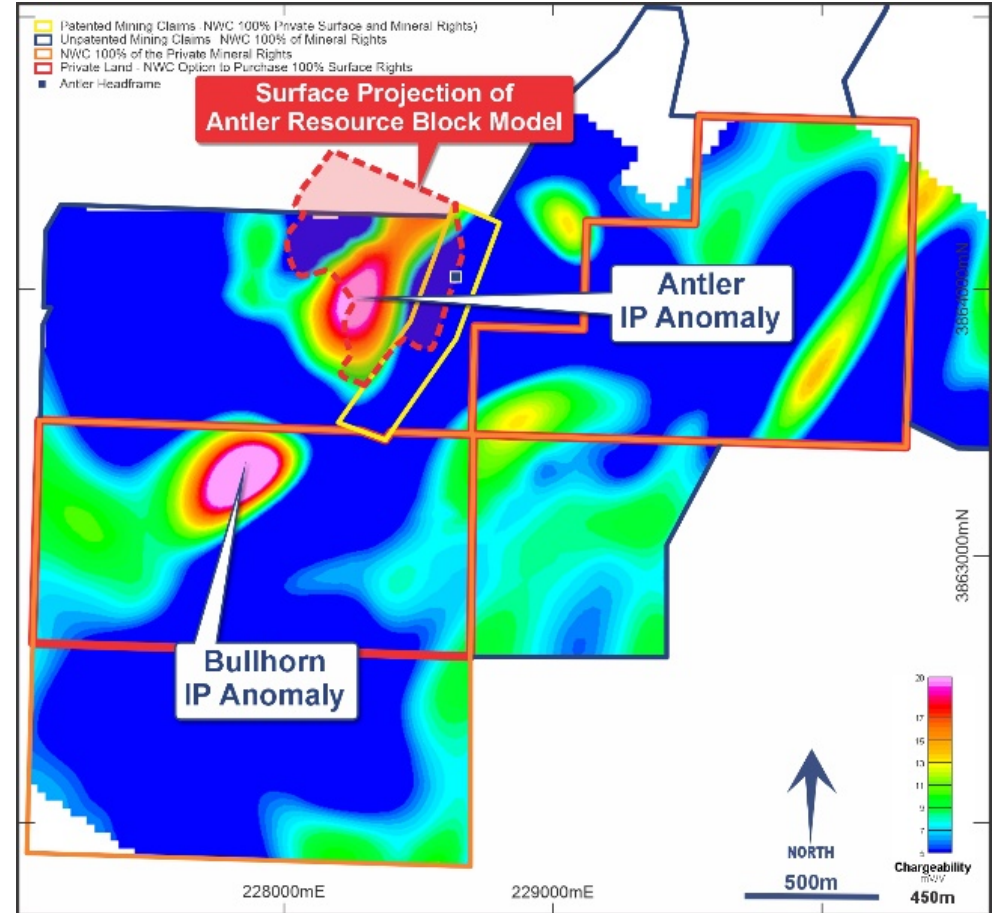 Patented Mining Claims -NWC 100% Private Surface and Mineral Rights)
Unpatented Mining Claims NWC 100% of Mineral Rights
NWC 100% of the Private Mineral Rights
Private Land - NWC Option to Purchase 100% Surface Rights
Antler Headframe
Surface Projection of
Antler Resource Block Model
Antler
IP Anomaly
3864000mN
3863000mN
Bullhorn
IP Anomaly
20
17
15
13
11
9
7
NORTH
500m
Chargeability
mV/V
450m
228000mE
229000mE